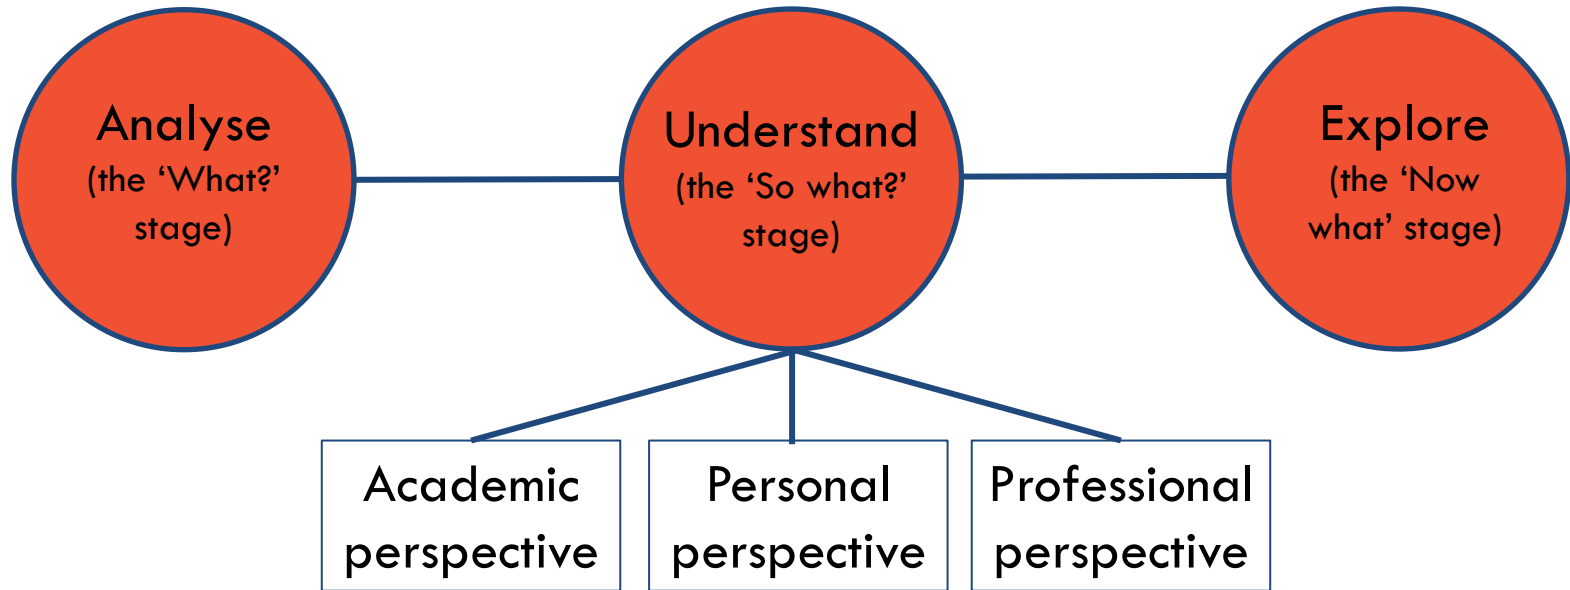 Analyse
(the ‘What?’
stage)
Understand
(the ‘So what?’
stage)
Explore
(the ‘Now
what’ stage)
Academic
perspective
Personal
perspective
Professional
perspective